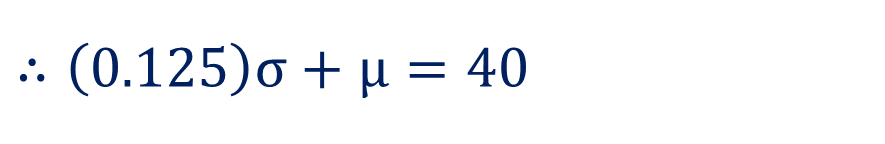 ∴ (0.125)σ + μ = 40